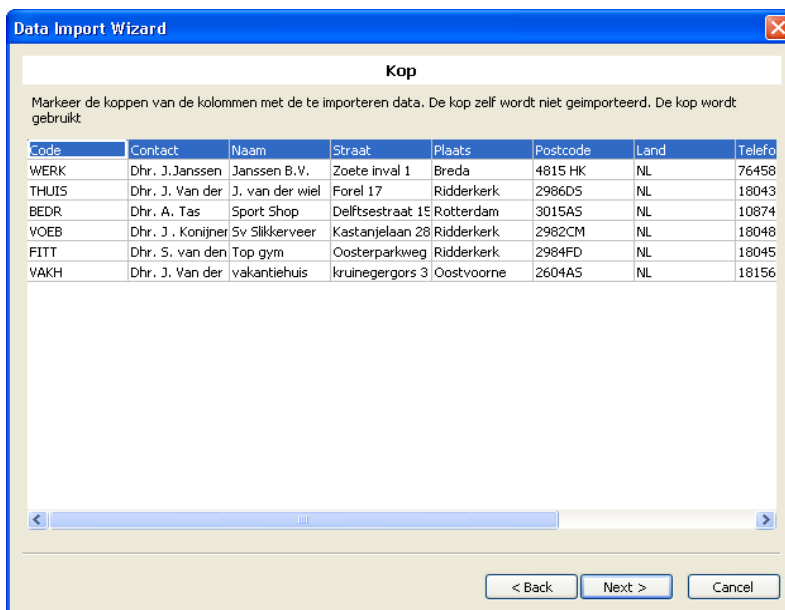 Data Import Wizard
Kop
Markeer de koppen van de kolommen met de te importeren data. De kop zelf wordt niet geimporteerd. De kop wordt
gebruikt
Code Contact Naam Straat Plaats Postcode Land Telefo
WERK Dhr. J.Janssen Janssen B.V. Zoete inval 1 Breda 4815 HK NL 76458
THUIS Dhr. J. Van der J. van der wiel Forel 17 Ridderkerk 2986DS NL 18043
BEDR Dhr. A. Tas Sport Shop Delftsestraat 15 Rotterdam 3015AS NL 10874
VOEB Dhr. J . Konijner Sv Slikkerveer Kastanjelaan 28 Ridderkerk 2982CM NL 18048
FITT Dhr. S. van den Top gym Oosterparkweg Ridderkerk 2984FD NL 18045
VAKH Dhr. J. Van der vakantiehuis kruinegergors 3 Oostvoorne 2604AS NL 18156
< Back Next > Cancel